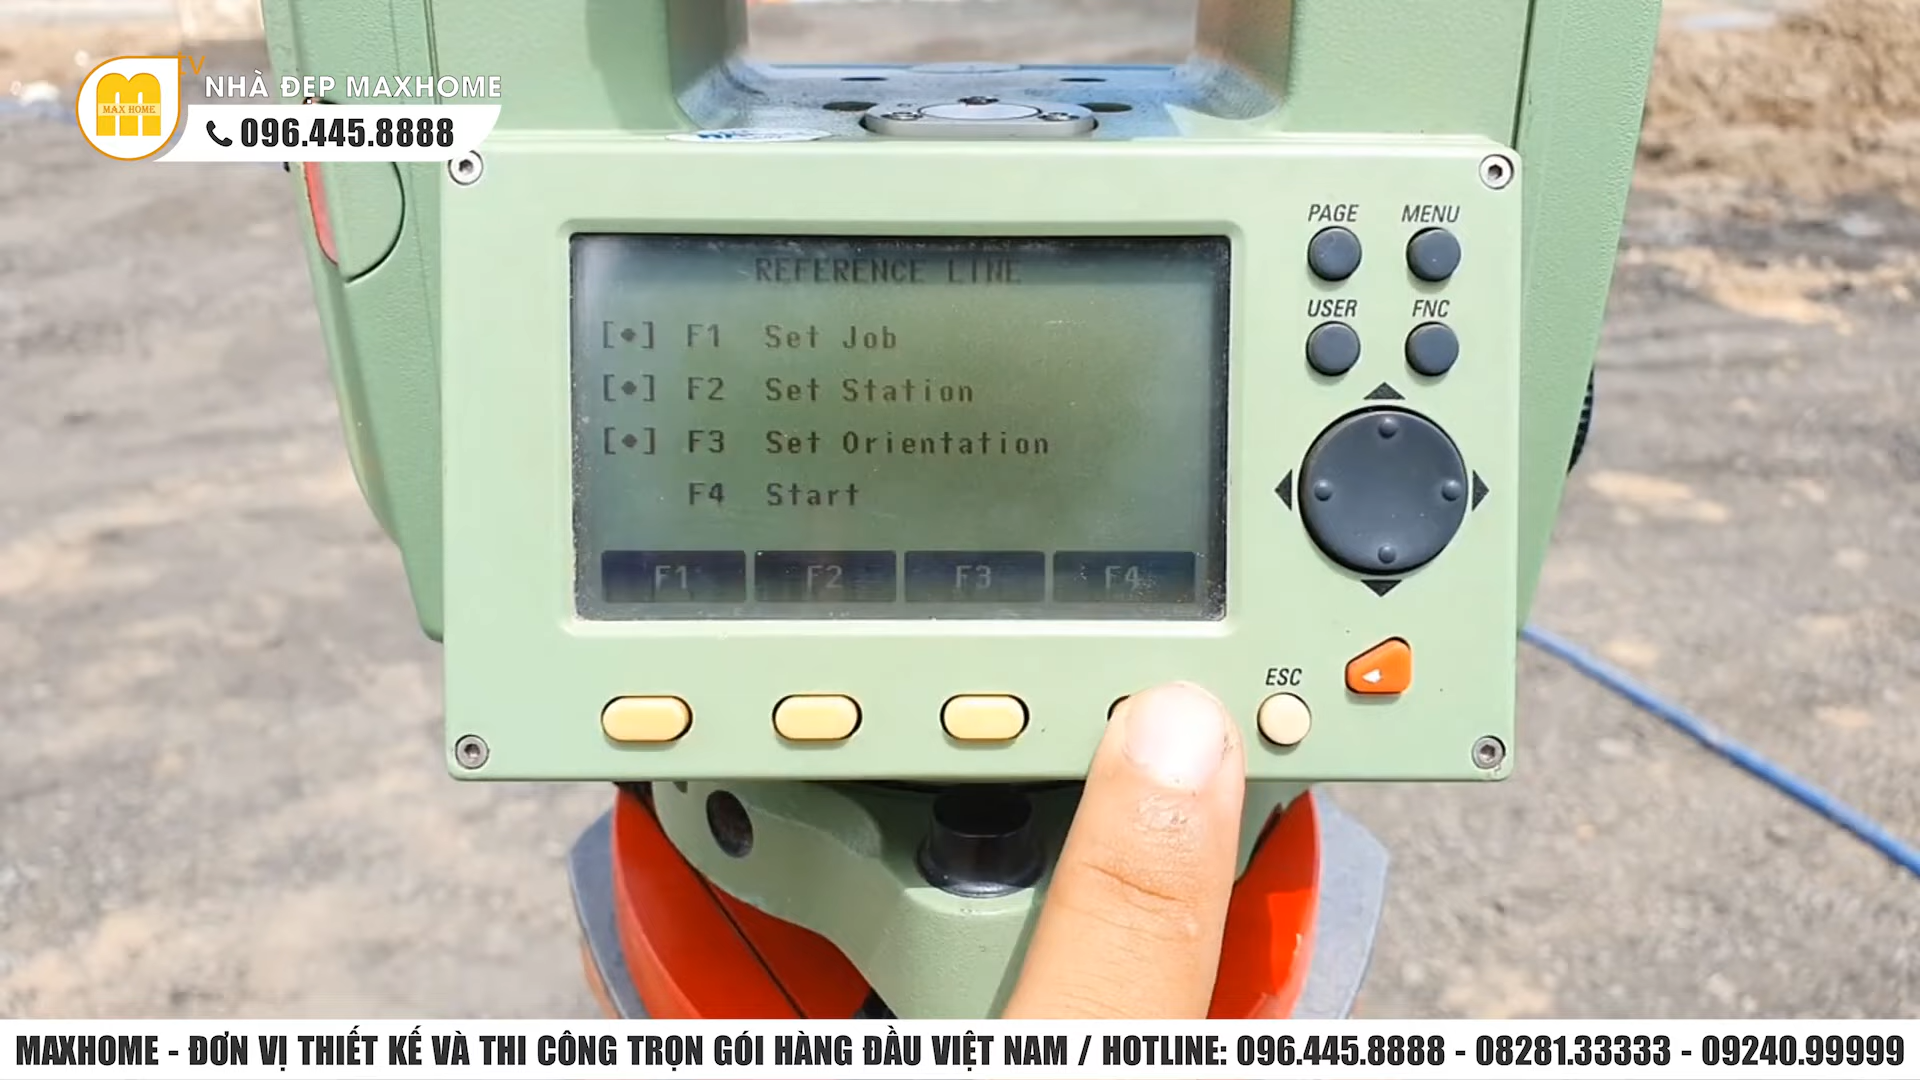 TV
MAX HOME
NHÀ ĐẸP MAXHOME
096.445.8888
PAGE MENU
USER FNC
REFERENCE LINE
[•] F1 Set Job
[•] F2 Set Station
[•] F3 Set Orientation
F4 Start
F1 F2 F3 F4
ESC
MAXHOME - ĐƠN VỊ THIẾT KẾ VÀ THI CÔNG TRỌN GÓI HÀNG ĐẦU VIỆT NAM / HOTLINE: 096.445.8888 - 08281.33333 - 09240.99999